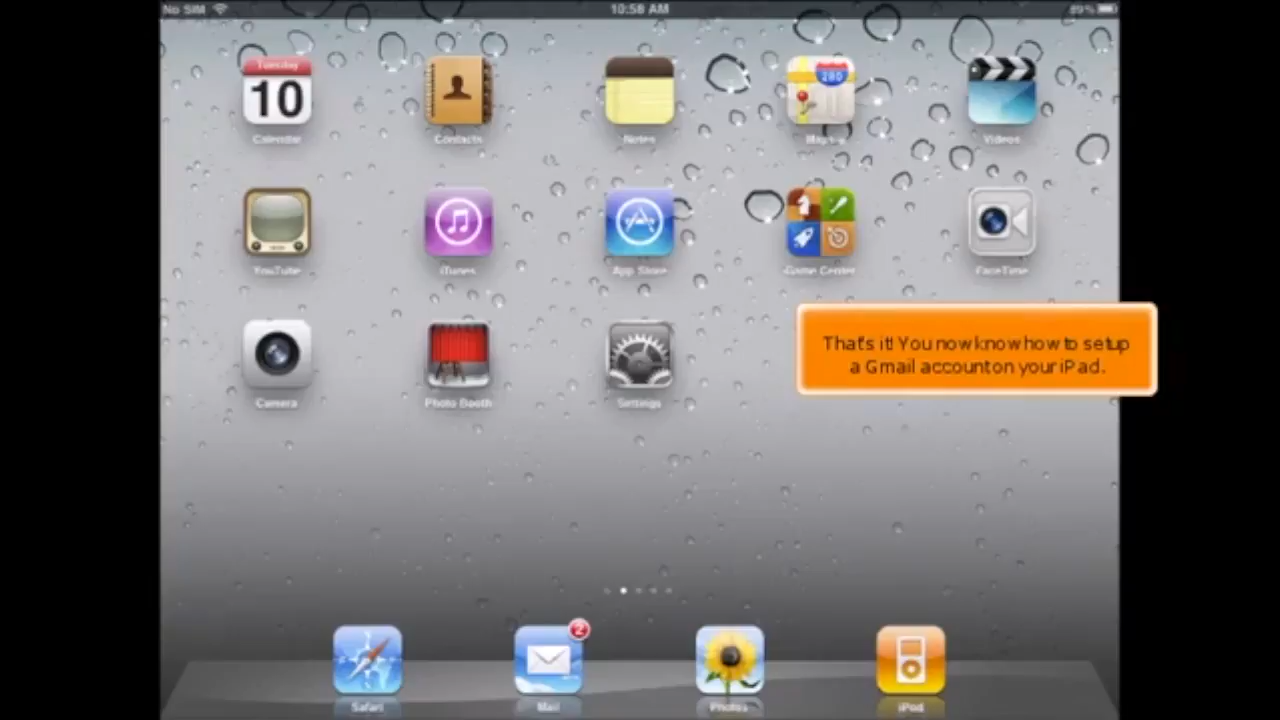 No SIM 10:58 AM 89%
Tuesday
10
280
Calendar Contacts Notes Maps Videos
YouTube iTunes App Store Game Center FaceTime
That's it! You now know how to setup
a Gmail account on your iPad.
Camera Photo Booth Settings
2
Safari Mail Photos iPod